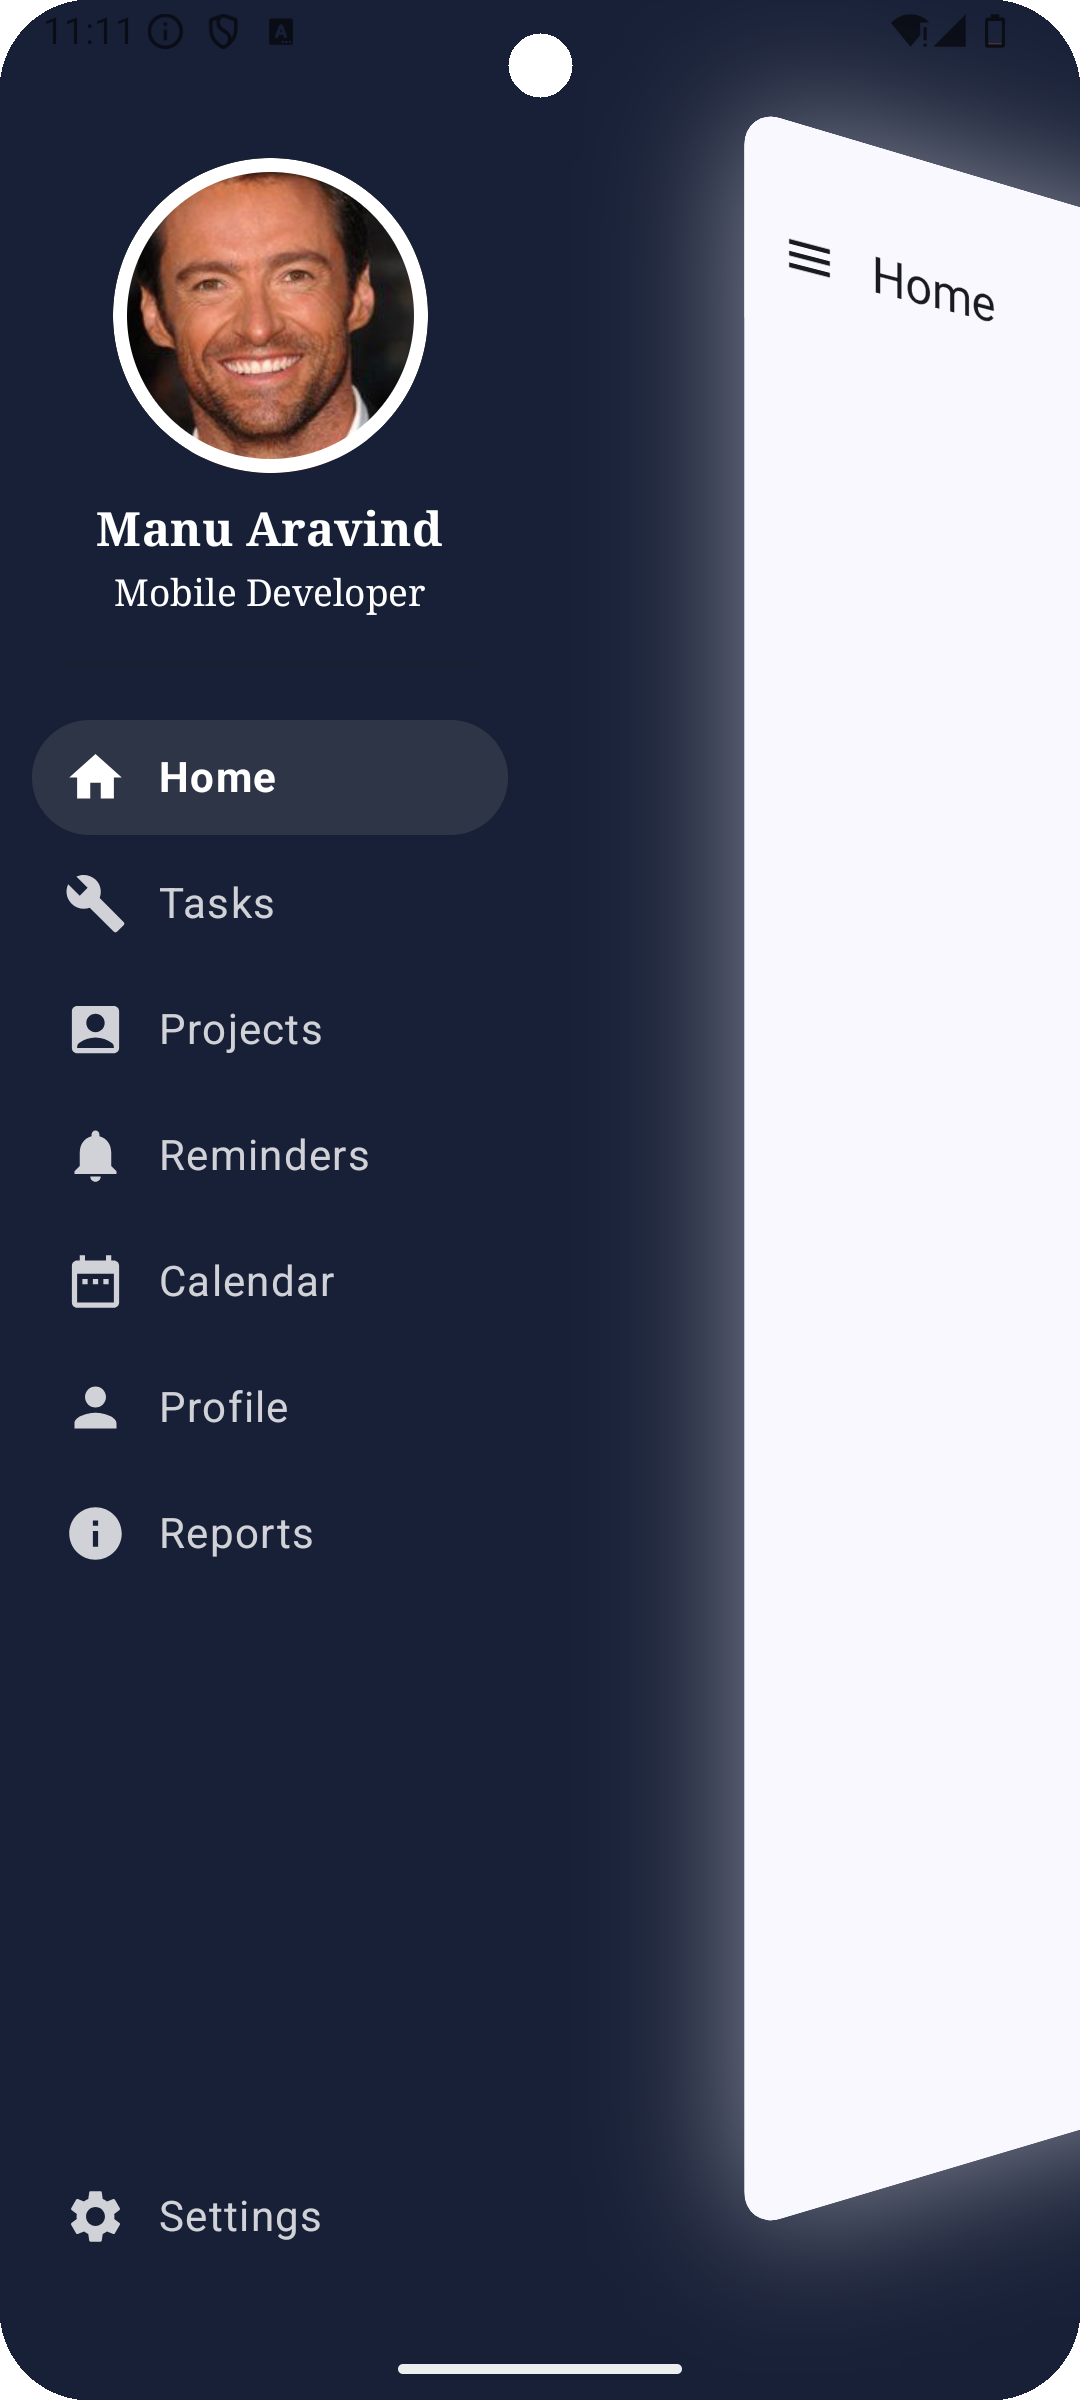 11:11
Manu Aravind
Mobile Developer
Home
Tasks
Projects
Reminders
Calendar
Profile
Reports
Settings
Home